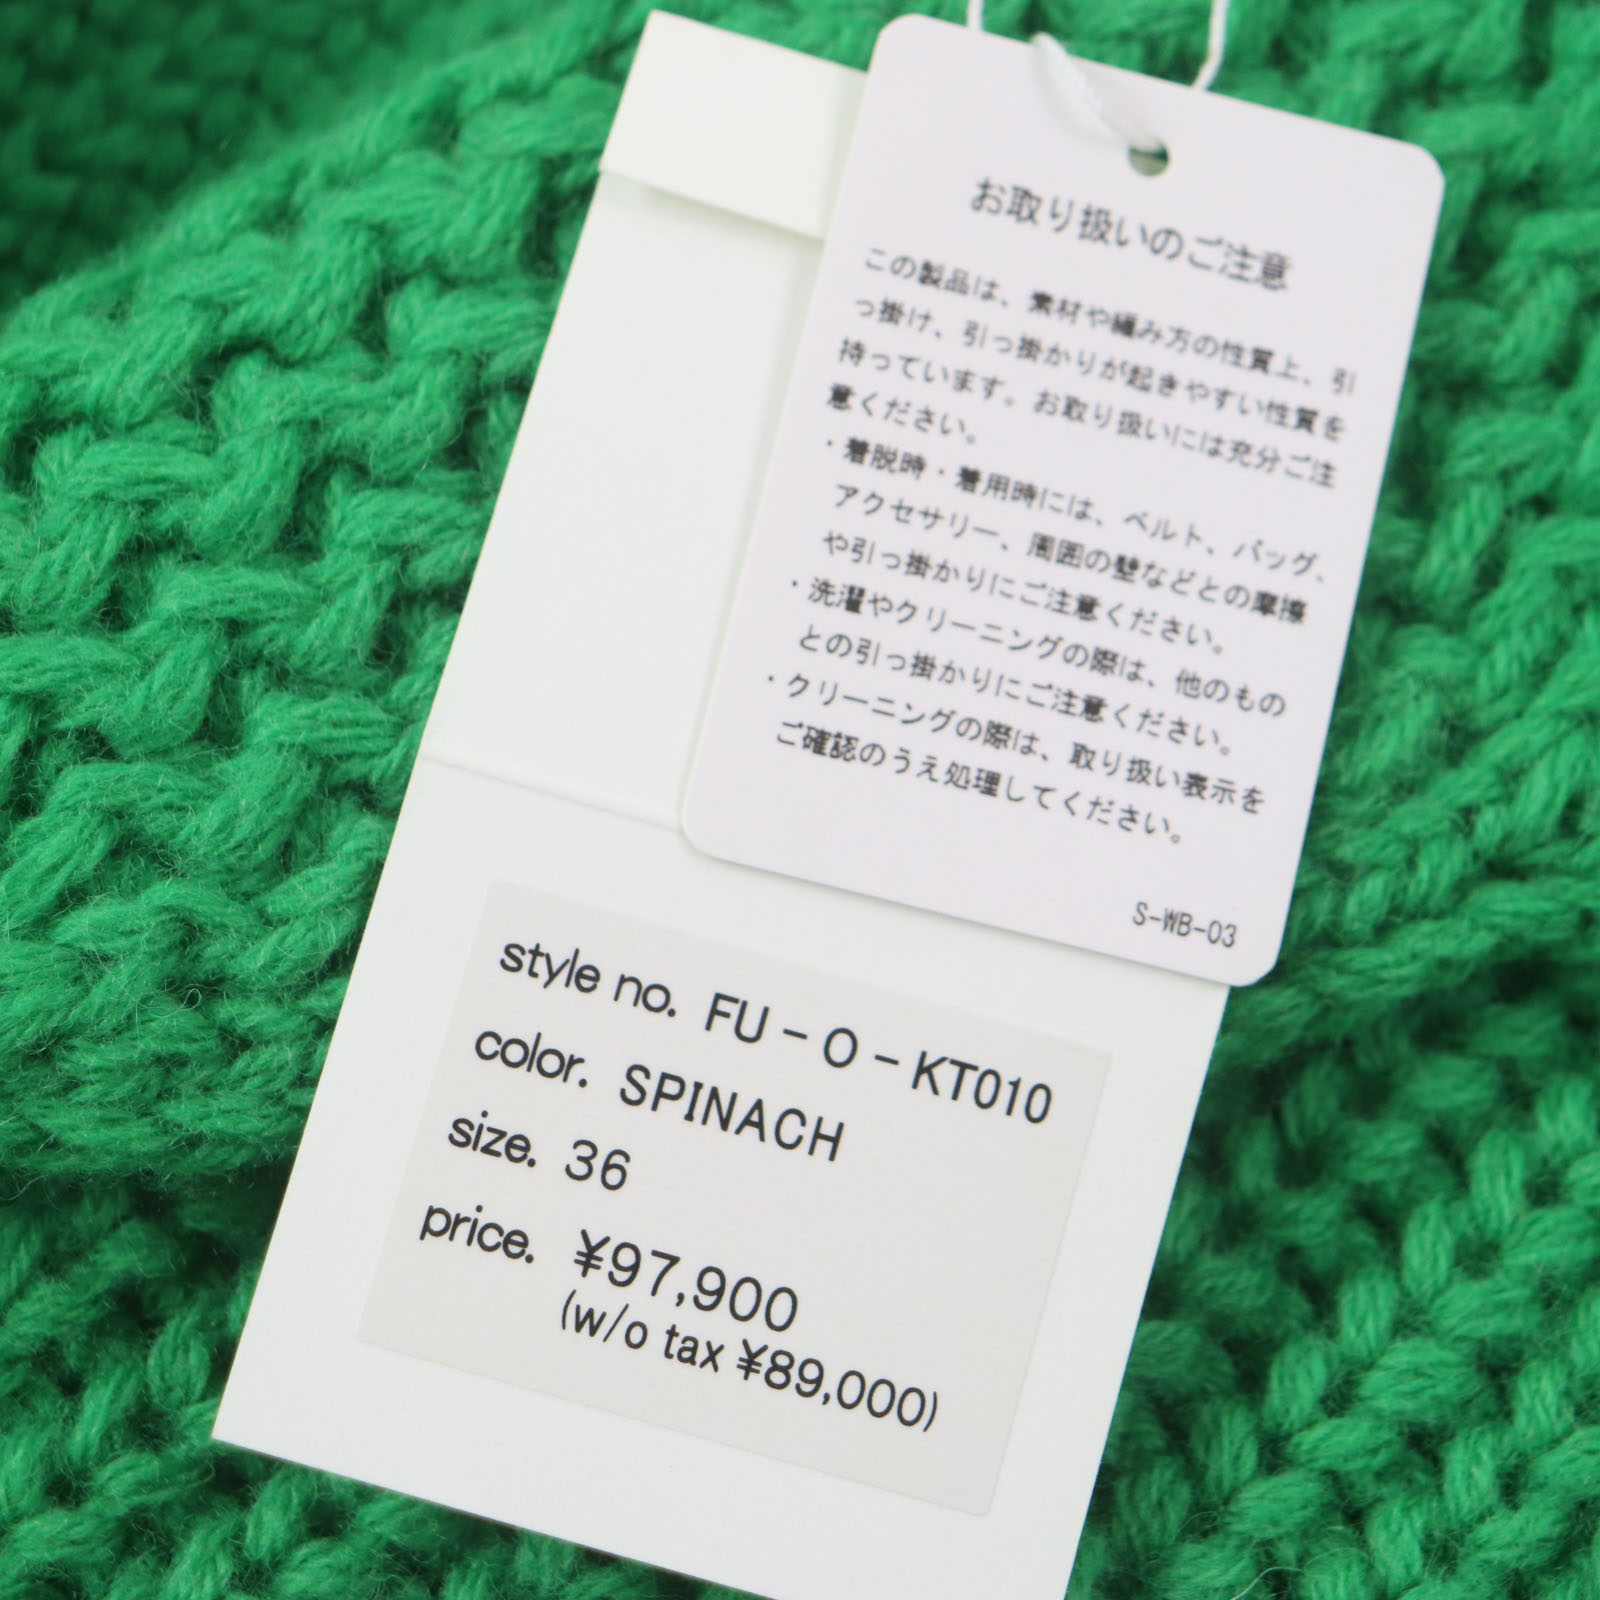 お取り扱いのご注意
この製品は、素材や編み方の性質上、引
っ掛け、引っ掛かりが起きやすい性質を
持っています。お取り扱いには充分ご注
意ください。
・着脱時・着用時には、ベルト、バッグ、
アクセサリー、周囲の壁などとの摩擦
や引っ掛かりにご注意ください。
・洗濯やクリーニングの際は、他のもの
との引っ掛かりにご注意ください。
・クリーニングの際は、取り扱い表示を
ご確認のうえ処理してください。
S-WB-03
style no. FU-O-KT010
color. SPINACH
size. 36
price. ¥97,900
(w/o tax ¥89,000)